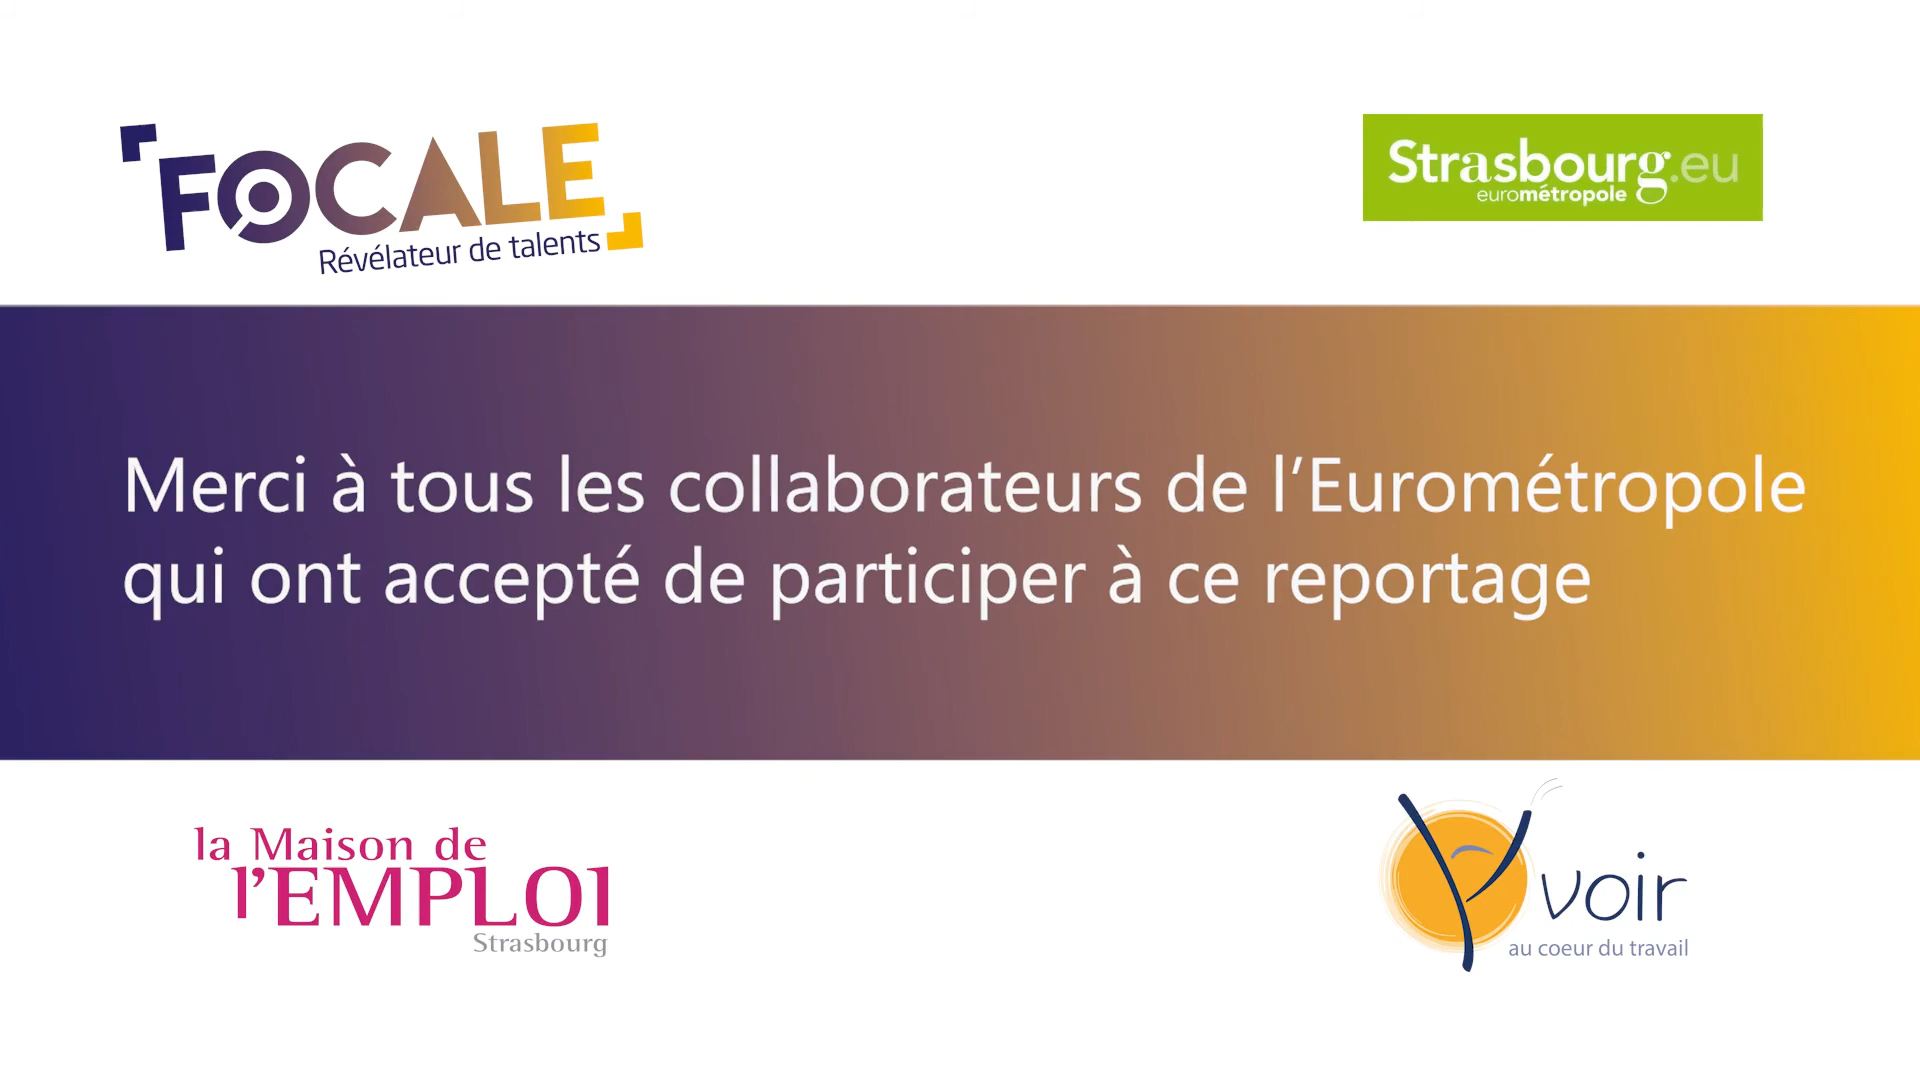 FOCALE
Révélateur de talents
Strasbourg.eu
eurométropole
Merci à tous les collaborateurs de l’Eurométropole
qui ont accepté de participer à ce reportage
la Maison de
l’EMPLOI
Strasbourg
Y voir
au coeur du travail